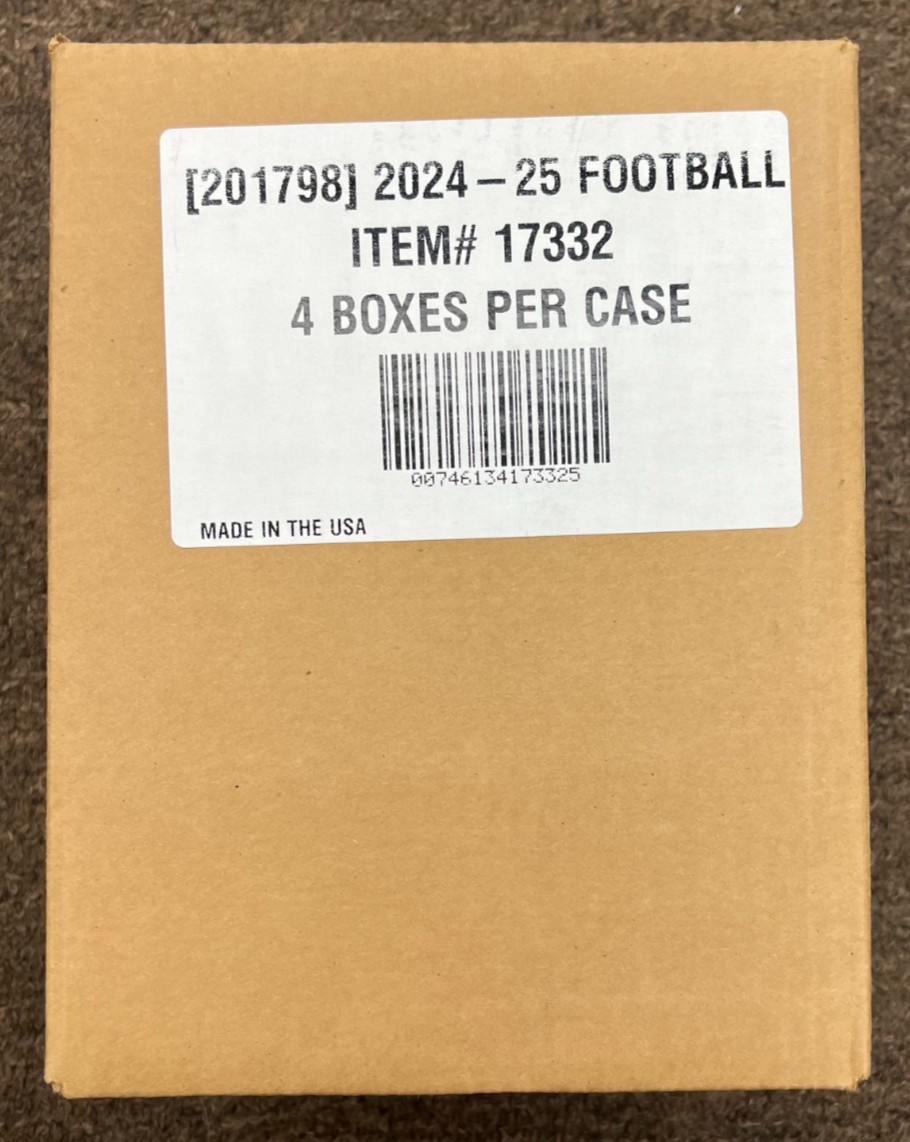 [201798] 2024 – 25 FOOTBALL
ITEM# 17332
4 BOXES PER CASE
00746134173325
MADE IN THE USA